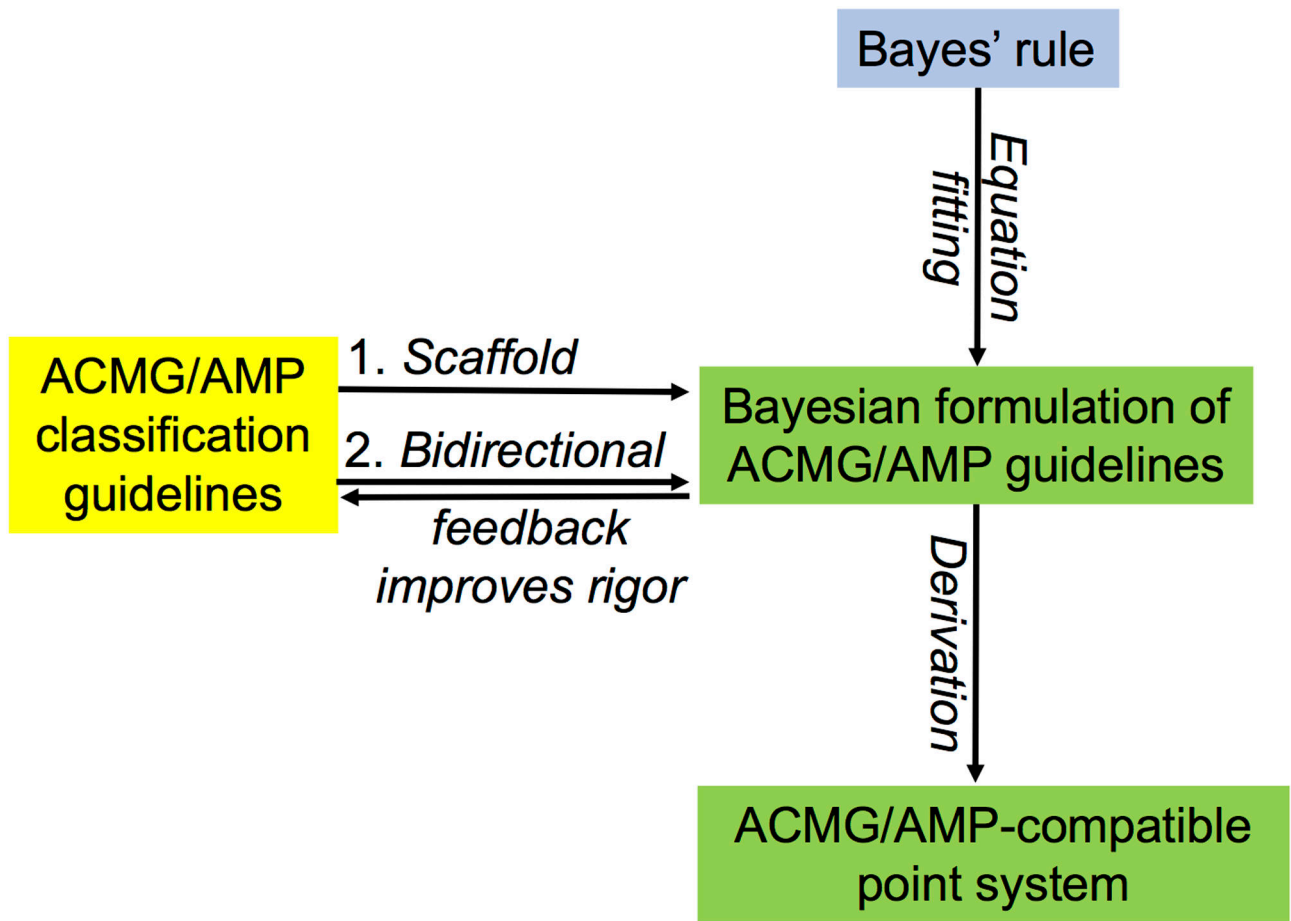 Bayes’ rule
Equation
fitting
ACMG/AMP
classification
guidelines
1. Scaffold
2. Bidirectional
feedback
improves rigor
Bayesian formulation of
ACMG/AMP guidelines
Derivation
ACMG/AMP-compatible
point system